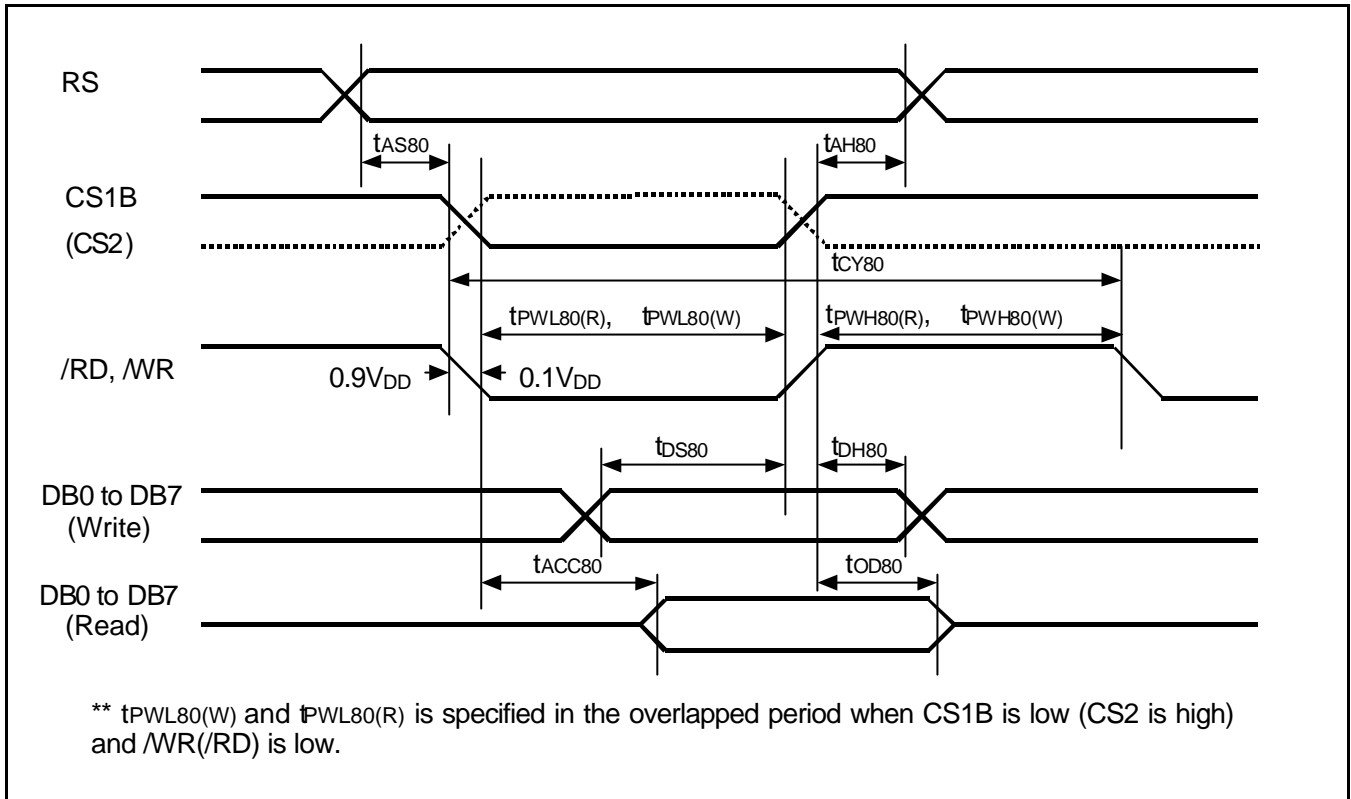 RS
tAS80
tAH80
CS1B
(CS2)
tCY80
tPWL80(R), tPWL80(W)
tPWH80(R), tPWH80(W)
/RD, /WR
0.9VDD
0.1VDD
tDS80
tDH80
DB0 to DB7
(Write)
tACC80
tOD80
DB0 to DB7
(Read)
** tPWL80(W) and tPWL80(R) is specified in the overlapped period when CS1B is low (CS2 is high)
and /WR(/RD) is low.